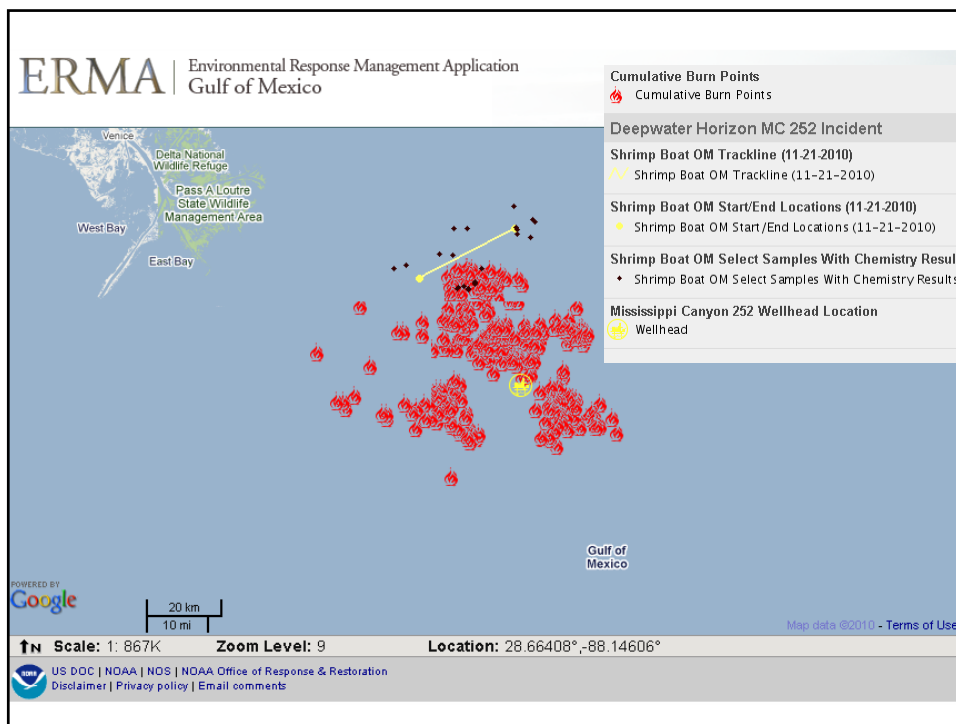 ERMA
Environmental Response Management Application
Gulf of Mexico
Cumulative Burn Points
Cumulative Burn Points
Deepwater Horizon MC 252 Incident
Shrimp Boat OM Trackline (11-21-2010)
Shrimp Boat OM Trackline (11-21-2010)
Shrimp Boat OM Start/End Locations (11-21-2010)
Shrimp Boat OM Start/End Locations (11-21-2010)
Shrimp Boat OM Select Samples With Chemistry Resul
Shrimp Boat OM Select Samples With Chemistry Results
Mississippi Canyon 252 Wellhead Location
Wellhead
Venice
Delta National
Wildlife Refuge
Pass A Loutre
State Wildlife
Management Area
West Bay
East Bay
Gulf of
Mexico
POWERED BY
Google
20 km
10 mi
Map data ©2010 - Terms of Use
N Scale: 1: 867K Zoom Level: 9 Location: 28.66408°,-88.14606°
NOAA
US DOC | NOAA | NOS | NOAA Office of Response & Restoration
Disclaimer | Privacy policy | Email comments